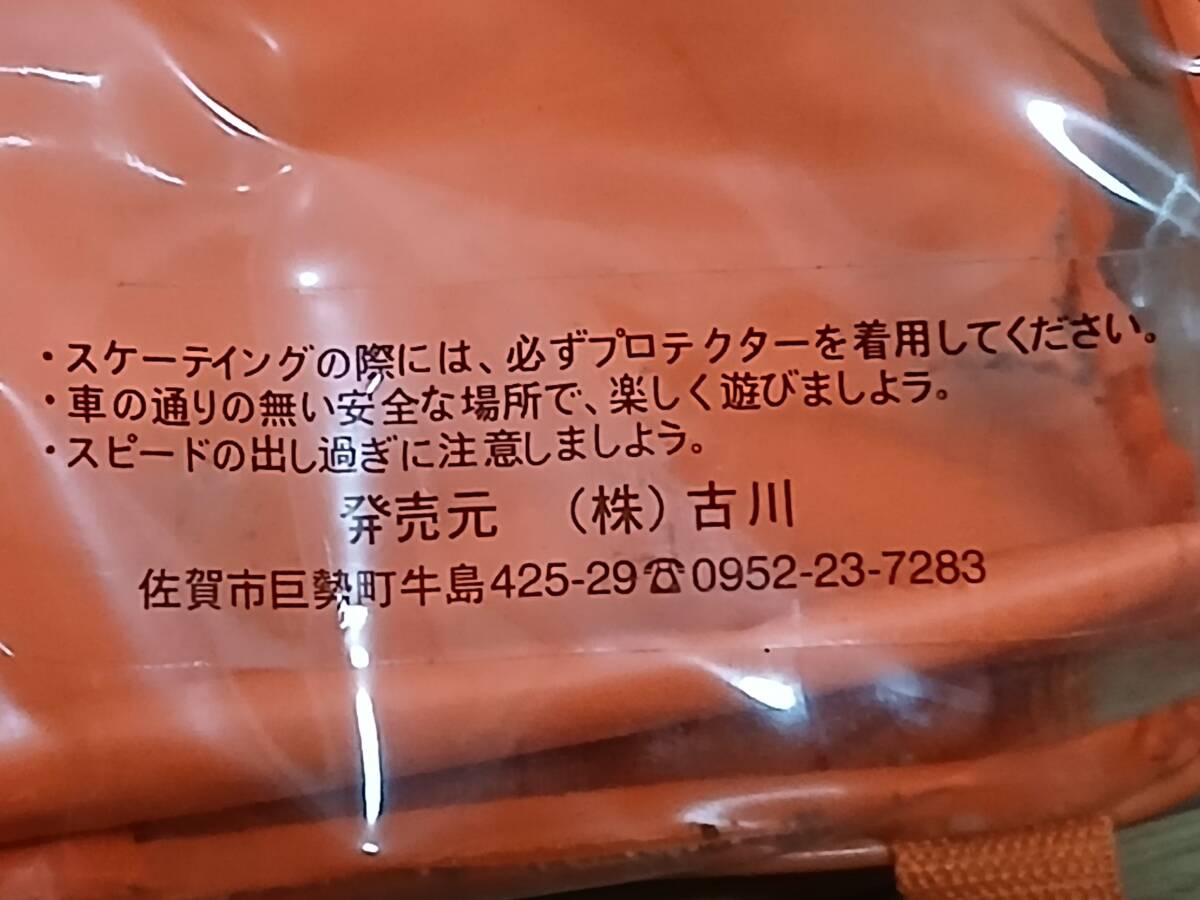 ・スケーテイングの際には、必ずプロテクターを着用してください。
・車の通りの無い安全な場所で、楽しく遊びましよう。
・スピードの出し過ぎに注意しましよう。
発売元　（株）古川
佐賀市巨勢町牛島425-29☎0952-23-7283